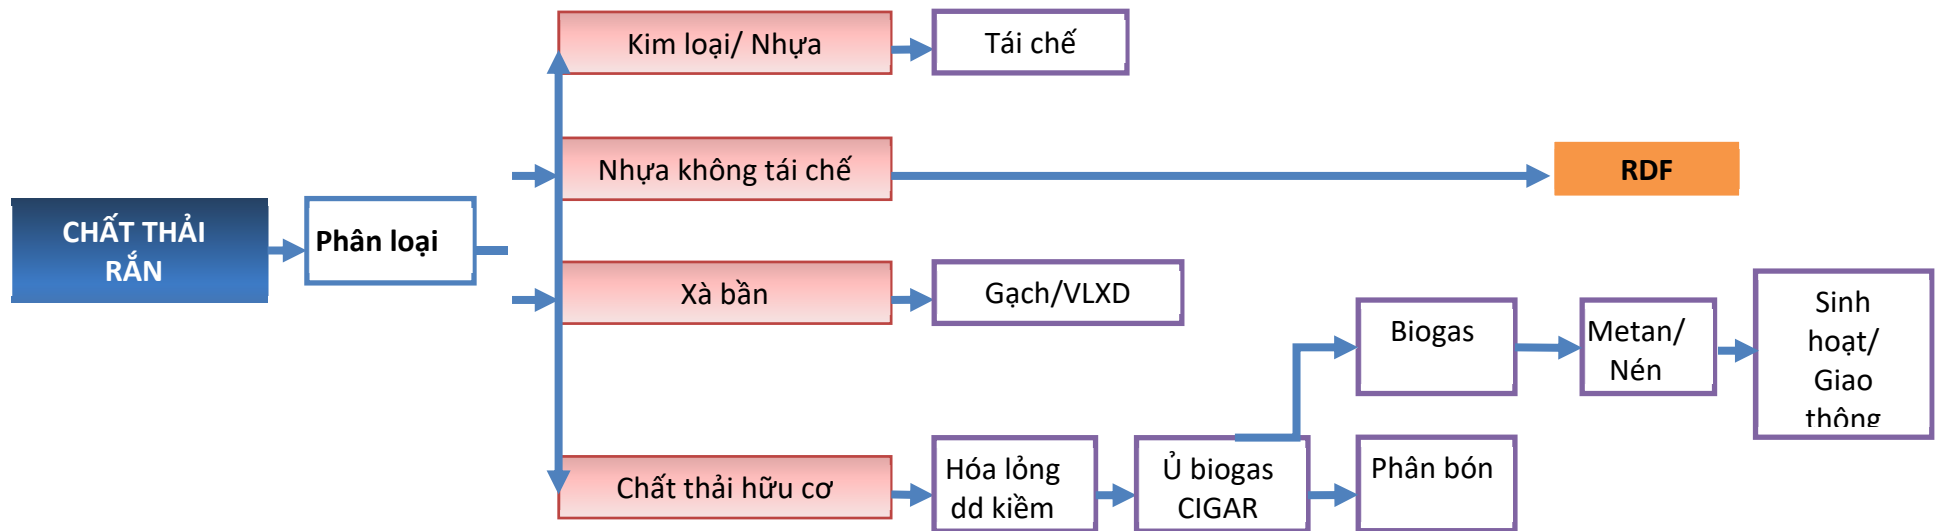 Kim loại/ Nhựa
Tái chế
Nhựa không tái chế
RDF
CHẤT THẢI
RẮN
Phân loại
Xà bần
Gạch/VLXD
Biogas
Metan/
Nén
Sinh
hoạt/
Giao
thông
Chất thải hữu cơ
Hóa lỏng
dd kiềm
Ủ biogas
CIGAR
Phân bón